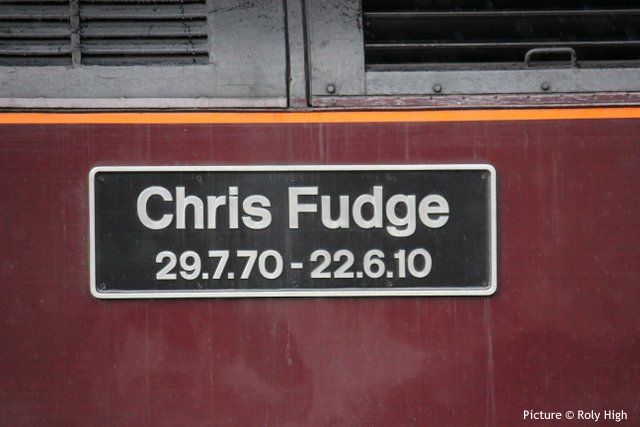 Chris Fudge
29.7.70 - 22.6.10
Picture © Roly High